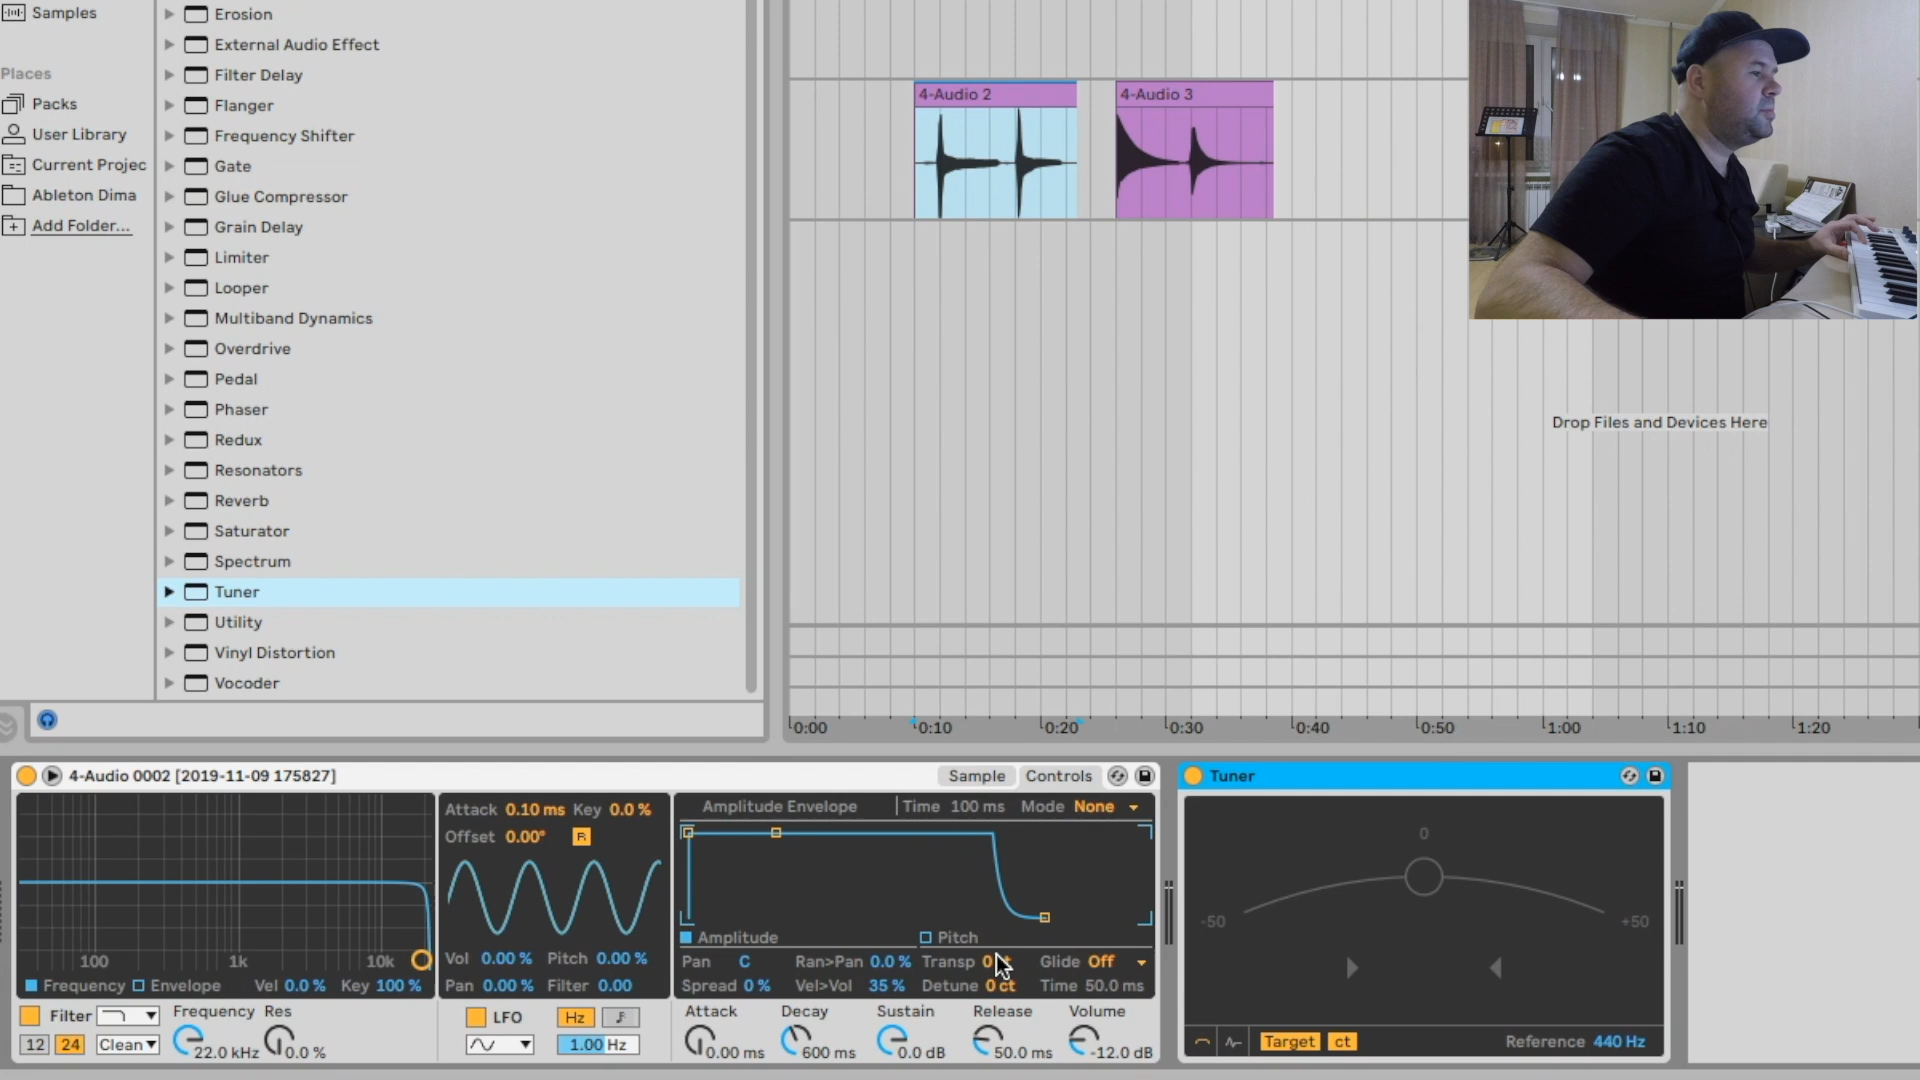 Samples
Places
Packs
User Library
Current Projec
Ableton Dima
Add Folder...
Erosion
External Audio Effect
Filter Delay
Flanger
Frequency Shifter
Gate
Glue Compressor
Grain Delay
Limiter
Looper
Multiband Dynamics
Overdrive
Pedal
Phaser
Redux
Resonators
Reverb
Saturator
Spectrum
Tuner
Utility
Vinyl Distortion
Vocoder
4-Audio 2
4-Audio 3
Drop Files and Devices Here
0:00 0:10 0:20 0:30 0:40 0:50 1:00 1:10 1:20
4-Audio 0002 [2019-11-09 175827]
Sample Controls
100 1k 10k
Frequency Envelope Vel 0.0 % Key 100 %
Filter Frequency Res
12 24 Clean 22.0 kHz 0.0 %
Attack 0.10 ms Key 0.0 %
Offset 0.00° R
Vol 0.00 % Pitch 0.00 %
Pan 0.00 % Filter 0.00
LFO Hz
1.00 Hz
Amplitude Envelope Time 100 ms Mode None
Amplitude Pitch
Pan C Ran>Pan 0.0 % Transp Glide Off
Spread 0 % Vel>Vol 35 % Detune 0 ct Time 50.0 ms
Attack Decay Sustain Release Volume
0.00 ms 600 ms 0.0 dB 50.0 ms -12.0 dB
Tuner
0
-50 +50
Target ct Reference 440 Hz